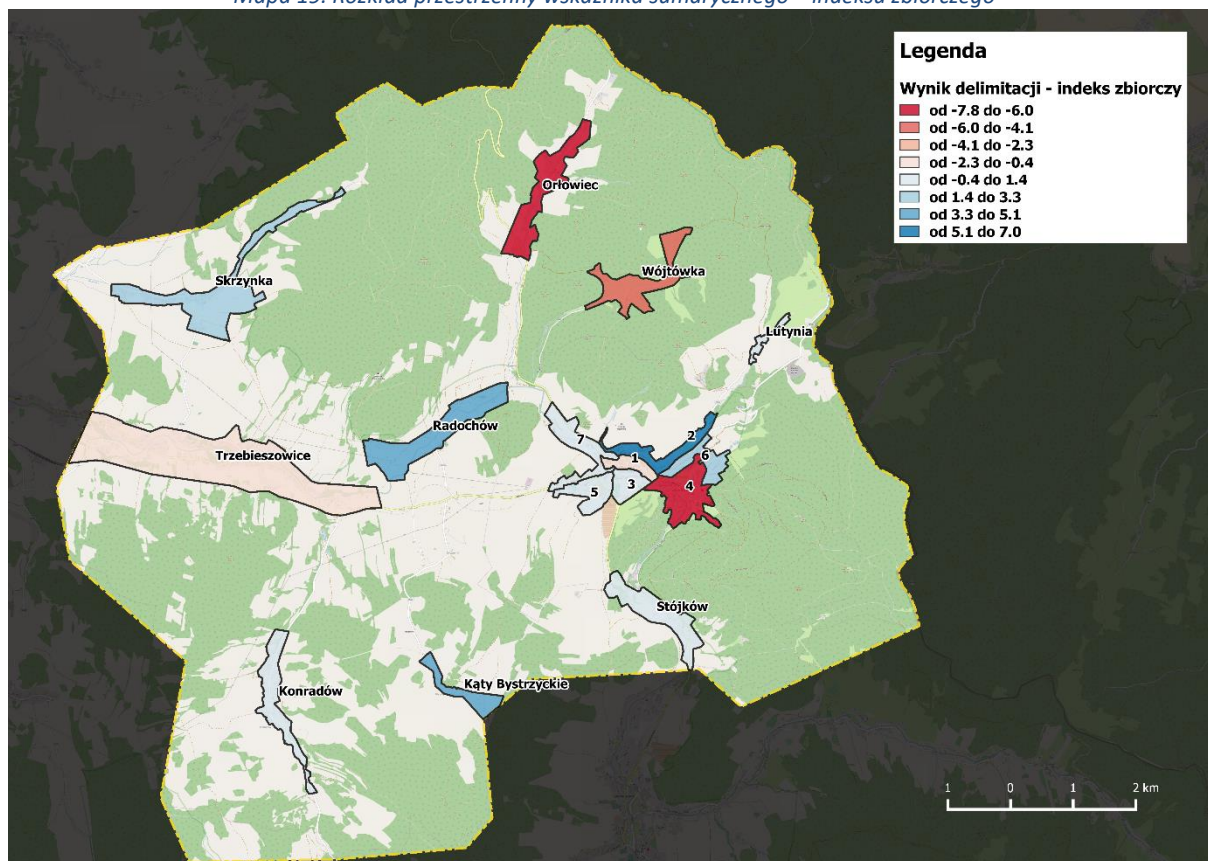 Mapa 15. Rozkład przestrzenny wskaźnika sumarycznego – indeksu zbiorczego
Legenda
Wynik delimitacji - indeks zbiorczy
od -7.8 do -6.0
od -6.0 do -4.1
od -4.1 do -2.3
od -2.3 do -0.4
od -0.4 do 1.4
od 1.4 do 3.3
od 3.3 do 5.1
od 5.1 do 7.0
Orłowiec
Wójtówka
Skrzynka
Lutynia
Radochów
7
2
Trzebieszowice
1
6
3
4
5
Stójków
Kąty Bystrzyckie
Konradów
1 0 1 2 km